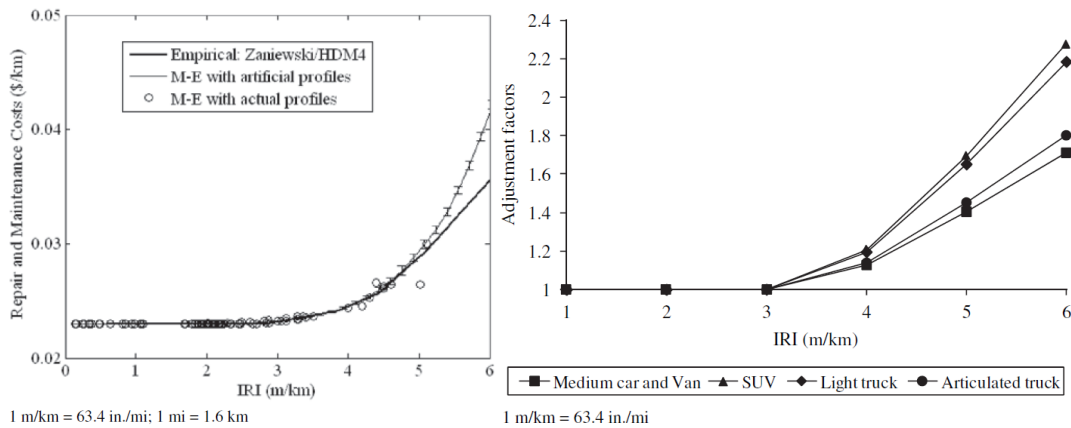 0.05
0.04
0.03
0.02
Repair and Maintenance Costs ($/km)
Empirical: Zaniewski/HDM4
M-E with artificial profiles
M-E with actual profiles
0 1 2 3 4 5 6
IRI (m/km)
1 m/km = 63.4 in./mi; 1 mi = 1.6 km
2.4
2.2
2
1.8
1.6
1.4
1.2
1
Adjustment factors
1 2 3 4 5 6
IRI (m/km)
Medium car and Van SUV Light truck Articulated truck
1 m/km = 63.4 in./mi